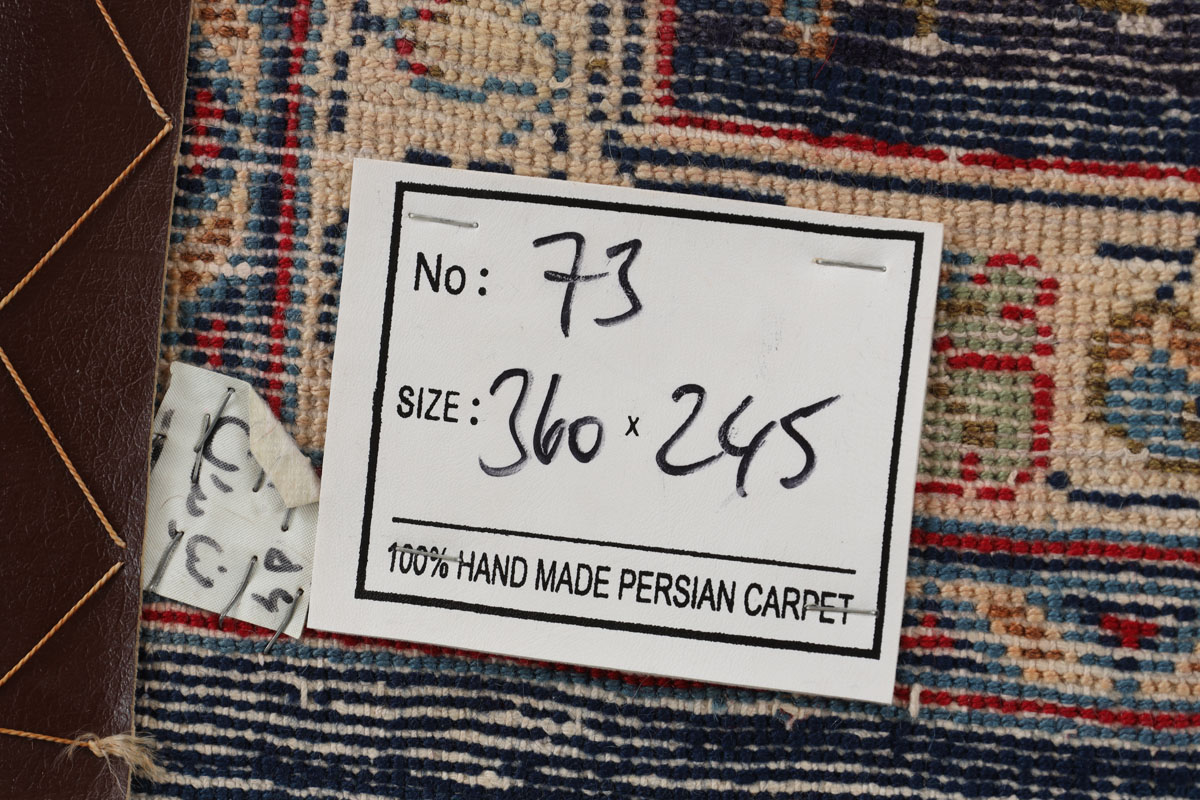 No: 73
SIZE: 360 x 245
100% HAND MADE PERSIAN CARPET